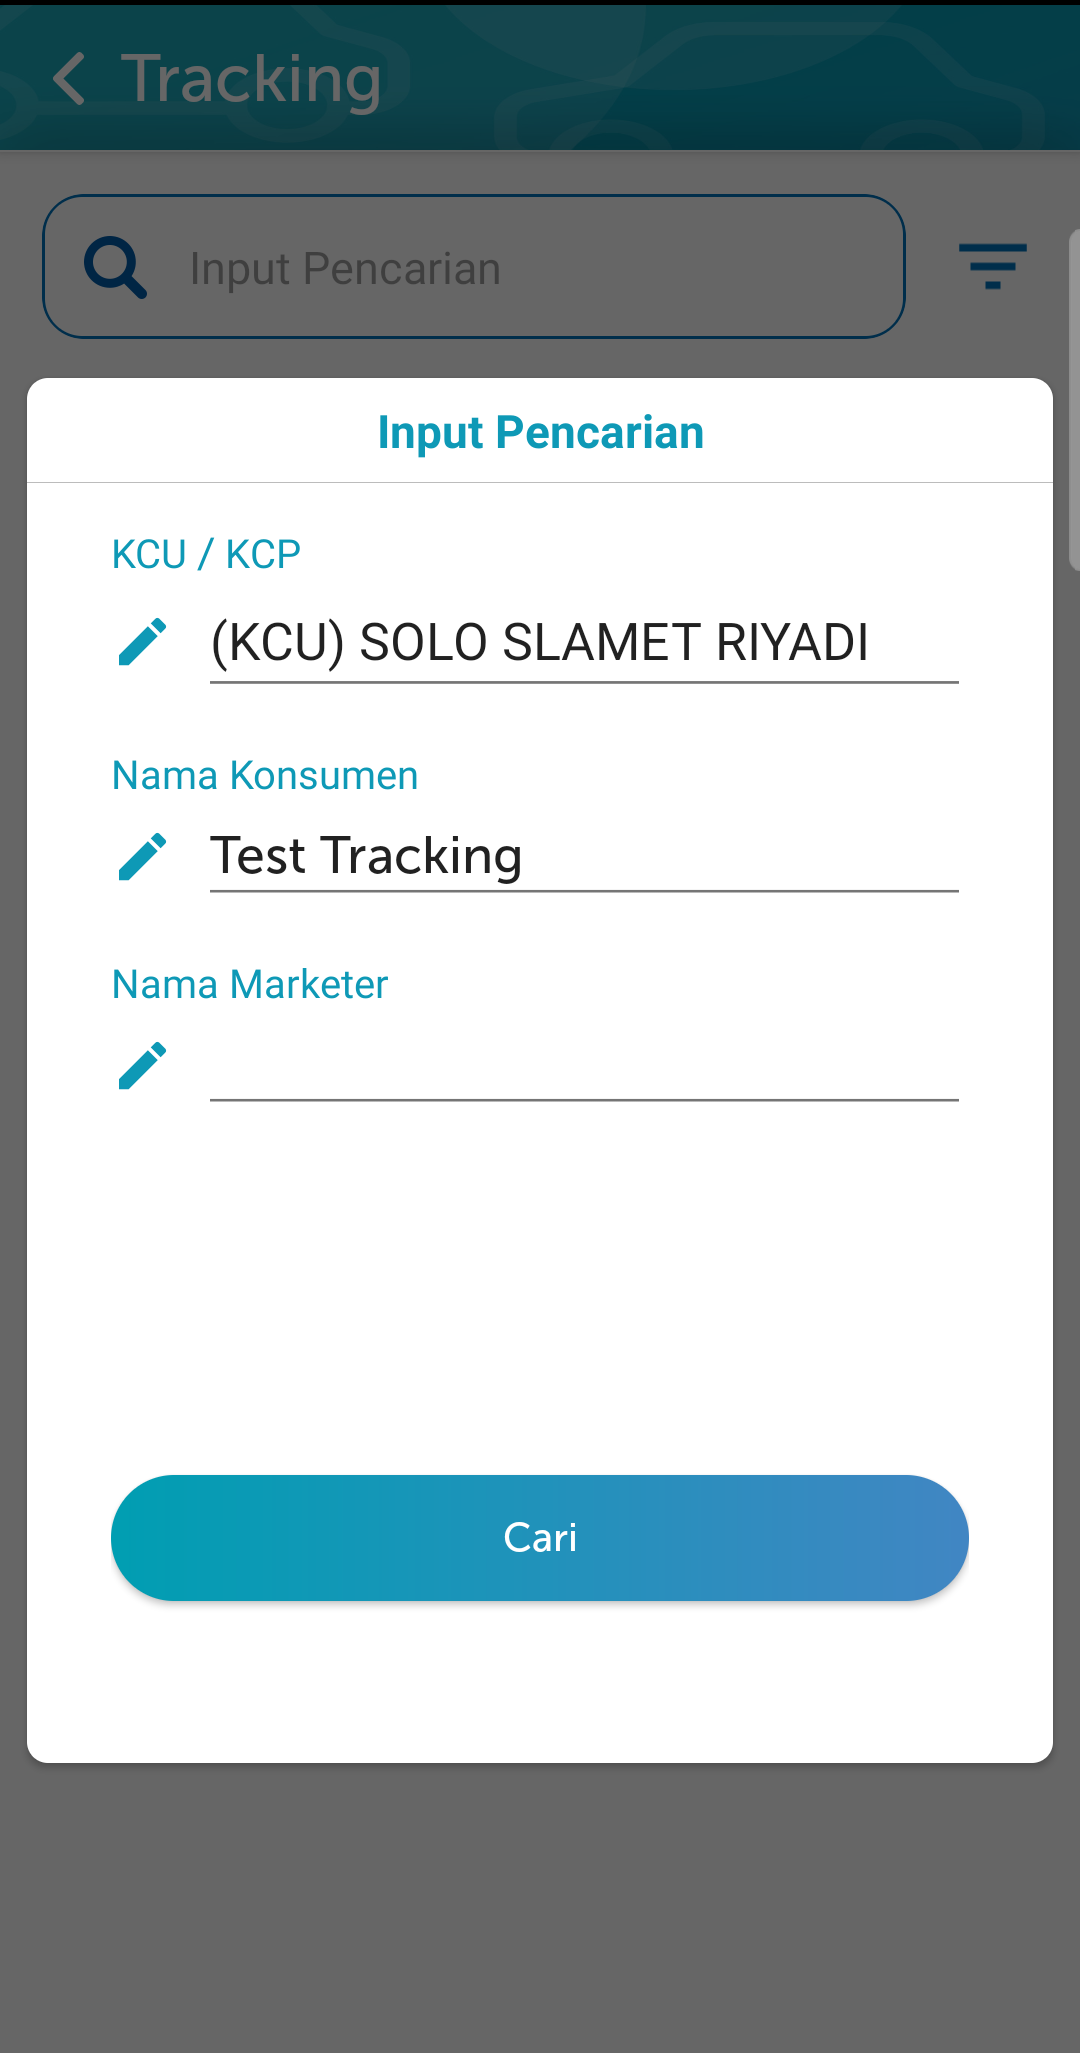 Tracking
Input Pencarian
Input Pencarian
KCU / KCP
(KCU) SOLO SLAMET RIYADI
Nama Konsumen
Test Tracking
Nama Marketer
Cari